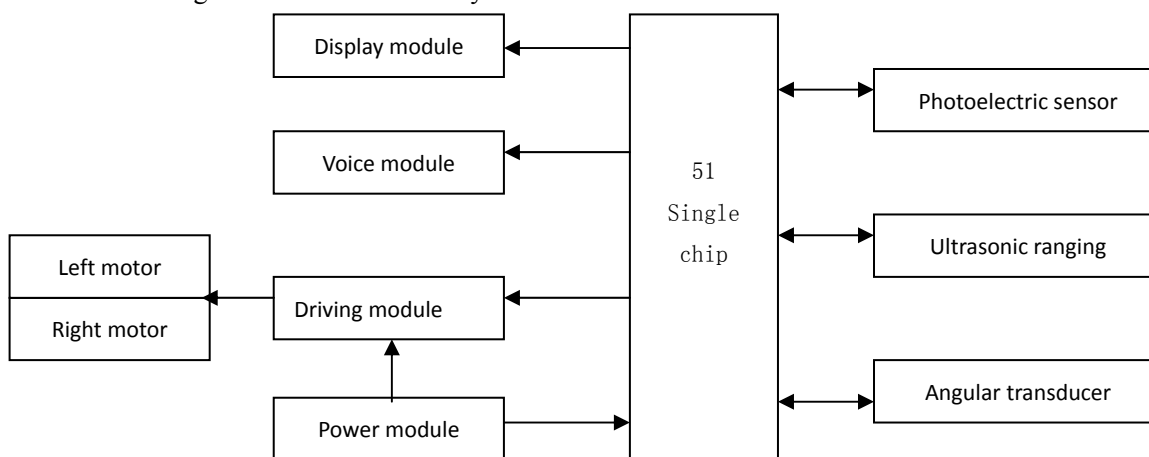 Display module
Photoelectric sensor
Voice module
51
Single
chip
Left motor
Ultrasonic ranging
Right motor
Driving module
Power module
Angular transducer